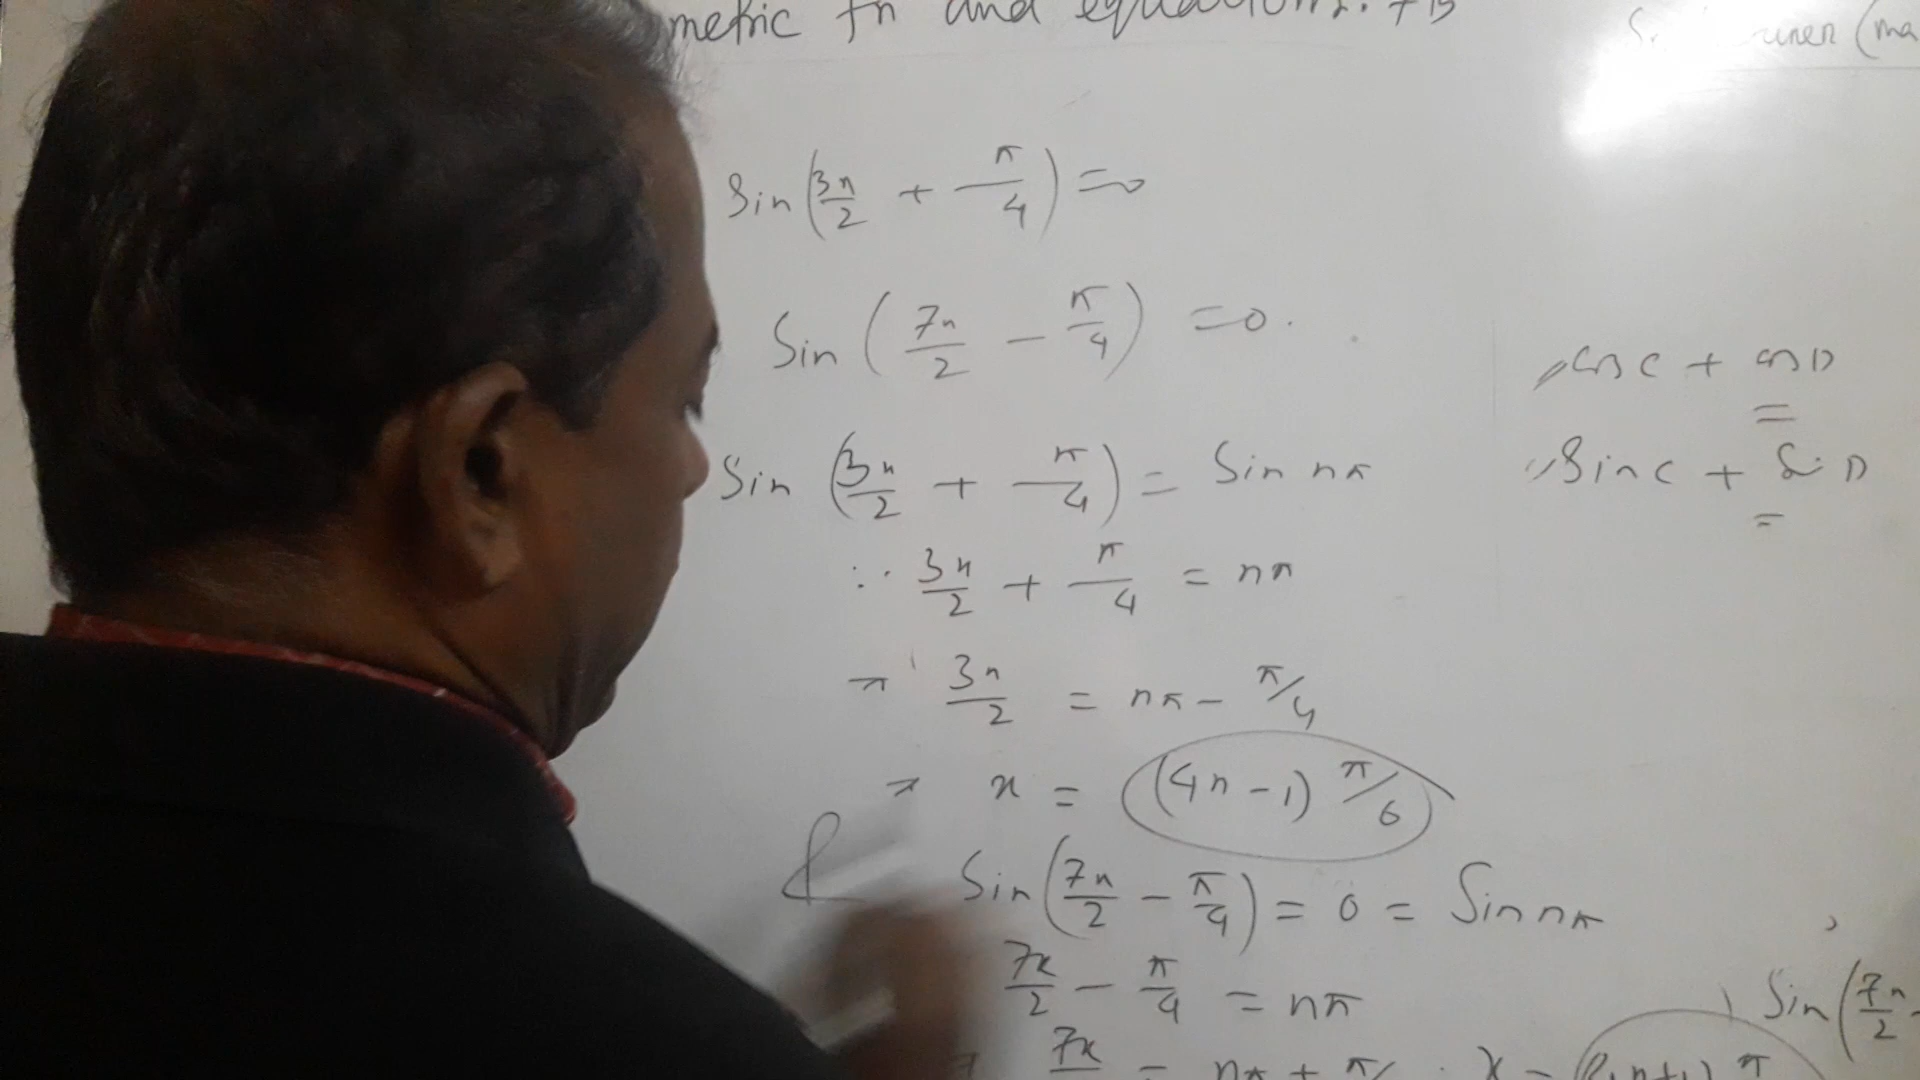 metric fn and equations.
Sin(3x/2 + π/4) = 0
Sin(7x/2 - π/4) = 0.
Sin(3x/2 + π/4) = Sin nπ
∵ 3x/2 + π/4 = nπ
⇒ 3x/2 = nπ - π/4
⇒ x = (4n-1) π/6
& Sin(7x/2 - π/4) = 0 = Sin nπ
7x/2 - π/4 = nπ
7x = nπ + π/ x =
cos C + cos D
=
Sin C + Sin D
=
Sin(7x/2 -